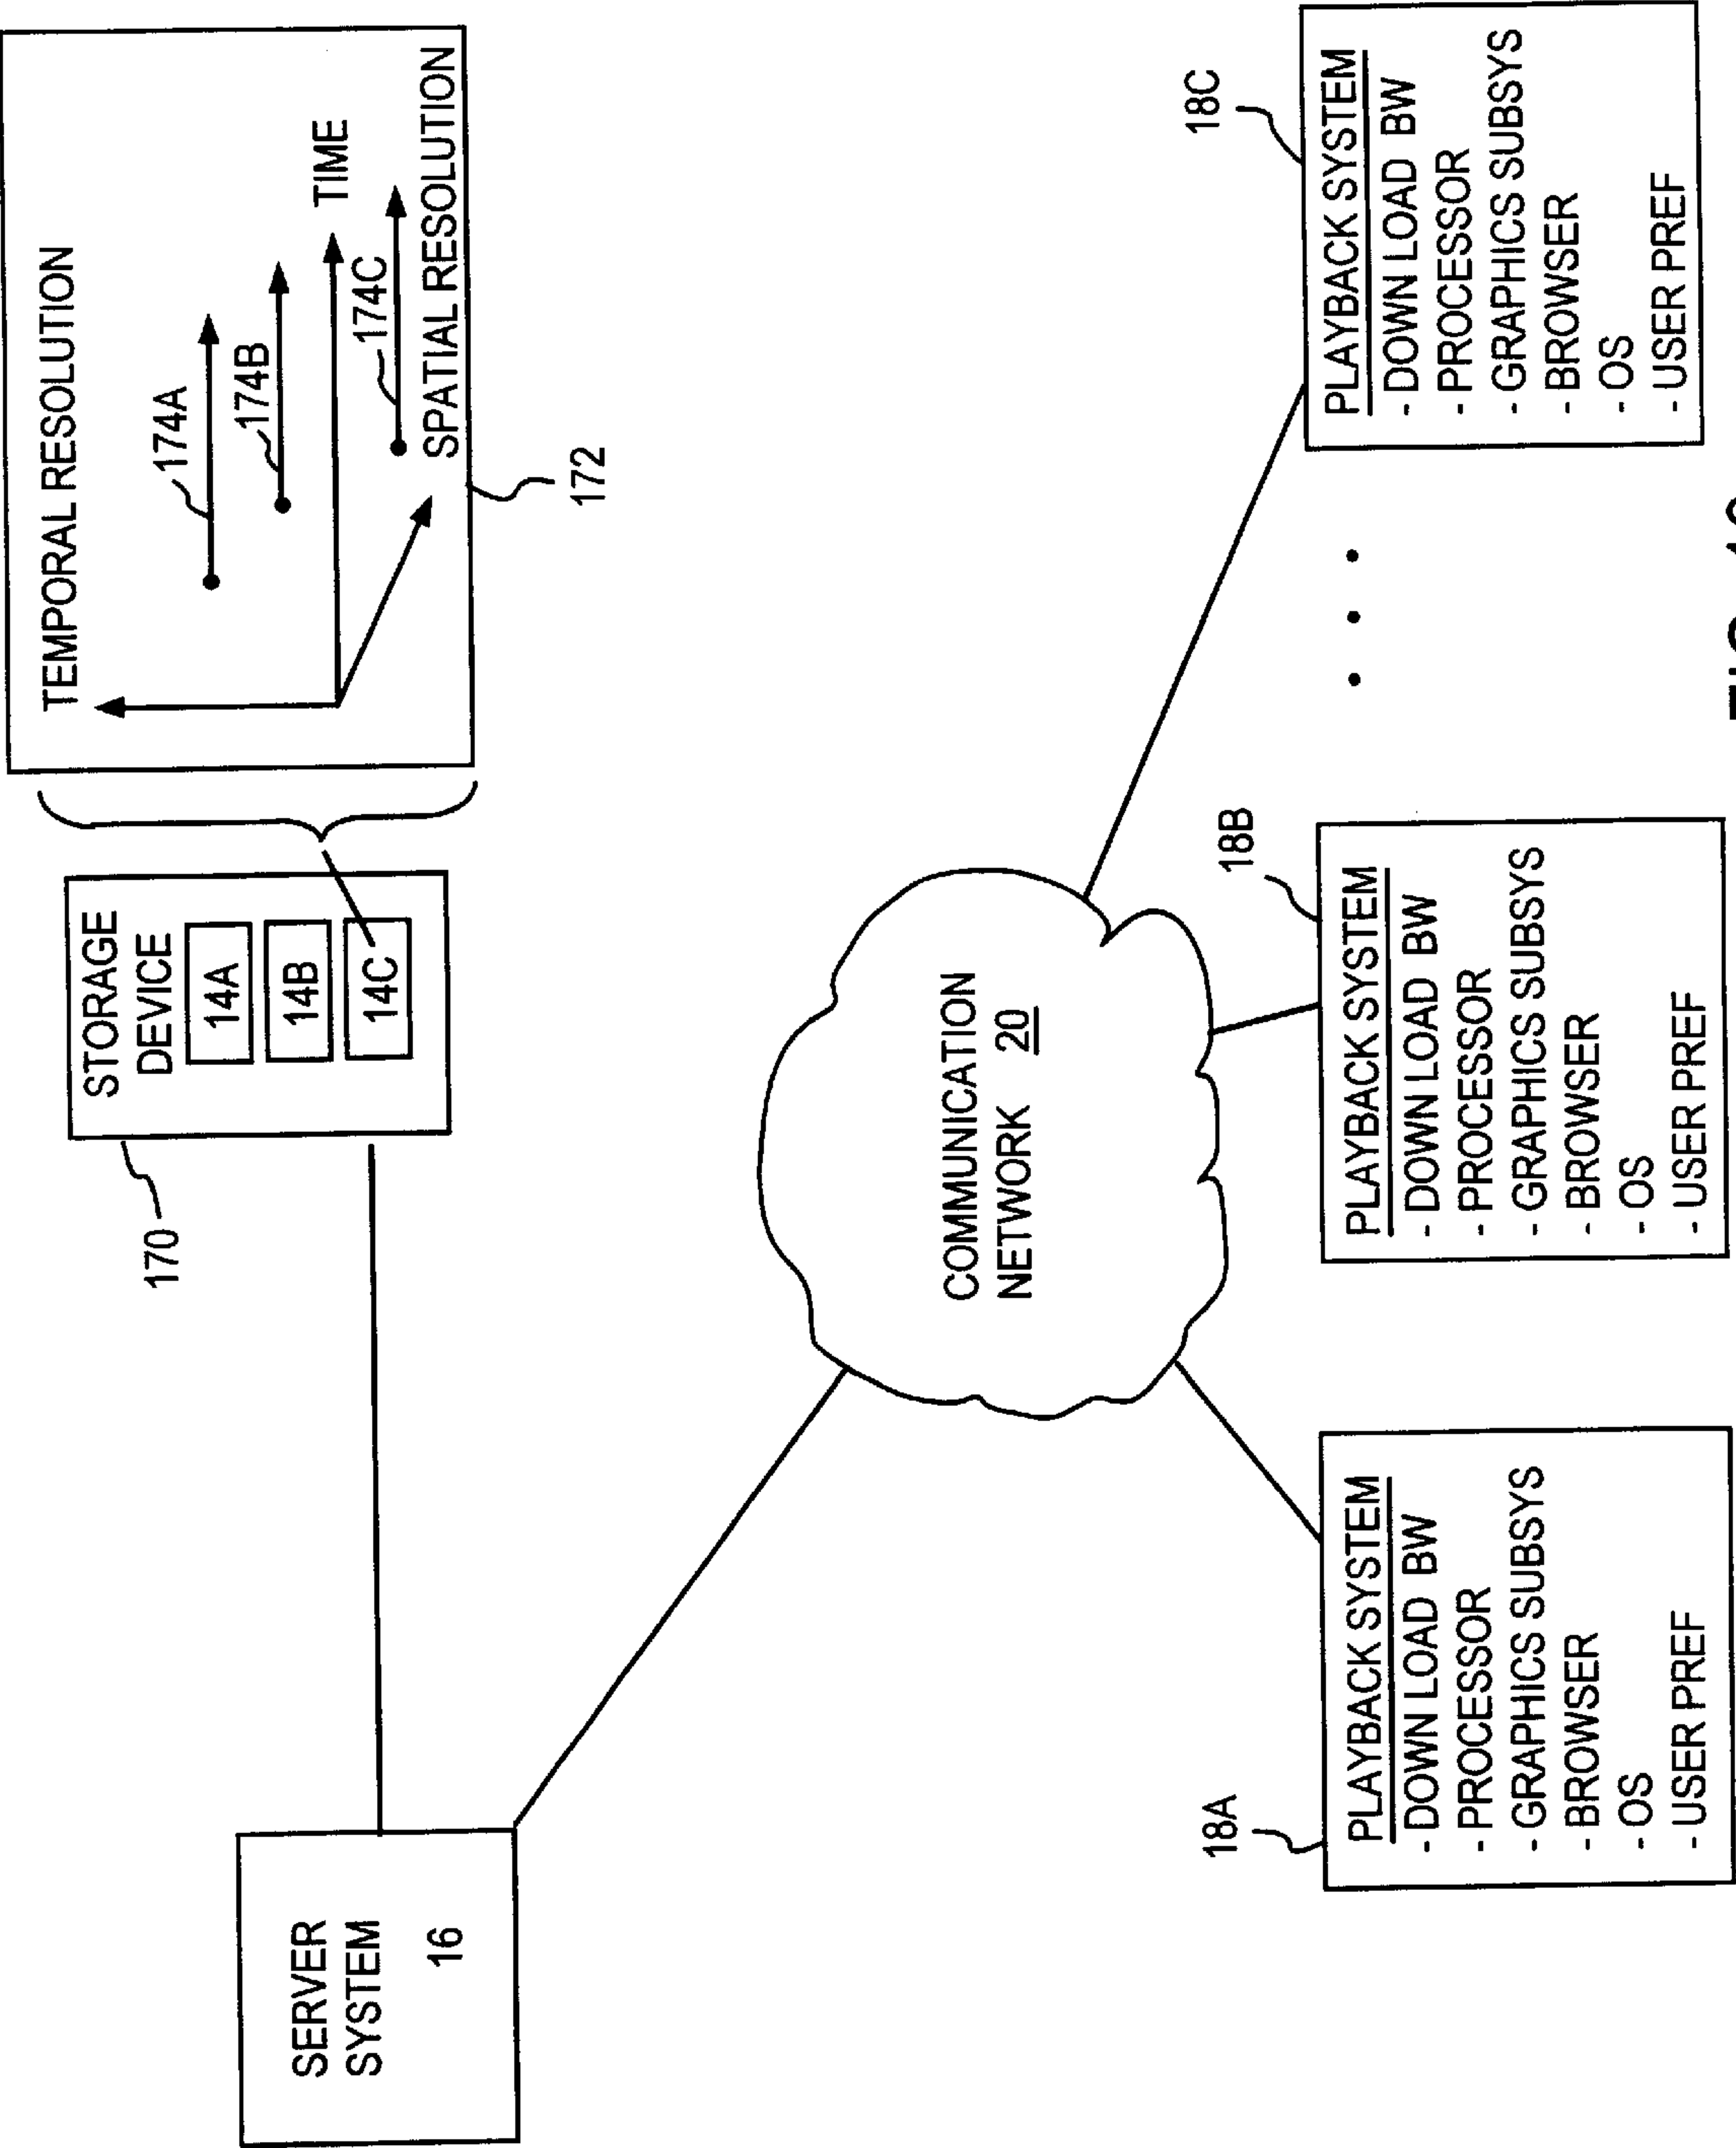 SERVER
SYSTEM
16
170
STORAGE
DEVICE
14A
14B
14C
TEMPORAL RESOLUTION
174A
174B
TIME
174C
SPATIAL RESOLUTION
172
COMMUNICATION
NETWORK 20
18A
PLAYBACK SYSTEM
- DOWN LOAD BW
- PROCESSOR
- GRAPHICS SUBSYS
- BROWSER
- OS
- USER PREF
18B
PLAYBACK SYSTEM
- DOWN LOAD BW
- PROCESSOR
- GRAPHICS SUBSYS
- BROWSER
- OS
- USER PREF
18C
PLAYBACK SYSTEM
- DOWN LOAD BW
- PROCESSOR
- GRAPHICS SUBSYS
- BROWSER
- OS
- USER PREF